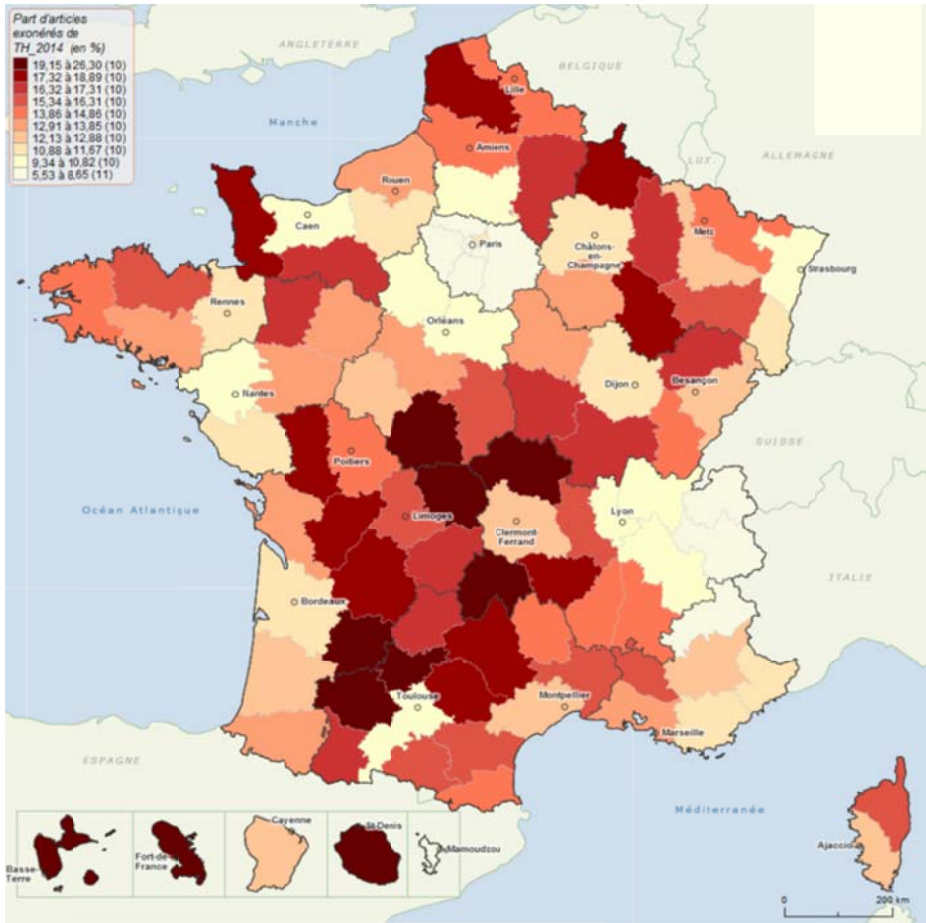 Part d'articles
exonérés de
TH_2014 (en %)
19,15 à 26,30 (10)
17,32 à 18,89 (10)
16,32 à 17,31 (10)
15,34 à 16,31 (10)
13,86 à 14,86 (10)
12,91 à 13,85 (10)
12,13 à 12,88 (10)
10,88 à 11,67 (10)
9,34 à 10,82 (10)
5,53 à 8,65 (11)
ANGLETERRE
BELGIQUE
Lille
Manche
Amiens
LUX
ALLEMAGNE
Rouen
Caen
Metz
Paris
Châlons-
en-
Champagne
Strasbourg
Rennes
Orléans
Nantes
Dijon
Besançon
SUISSE
Poitiers
Océan Atlantique
Limoges
Clermont-
Ferrand
Lyon
ITALIE
Bordeaux
Toulouse
Montpellier
Marseille
ESPAGNE
Méditerranée
Ajaccio
Basse-
Terre
Fort-de-
France
Cayenne
St-Denis
Mamoudzou
0 200 km